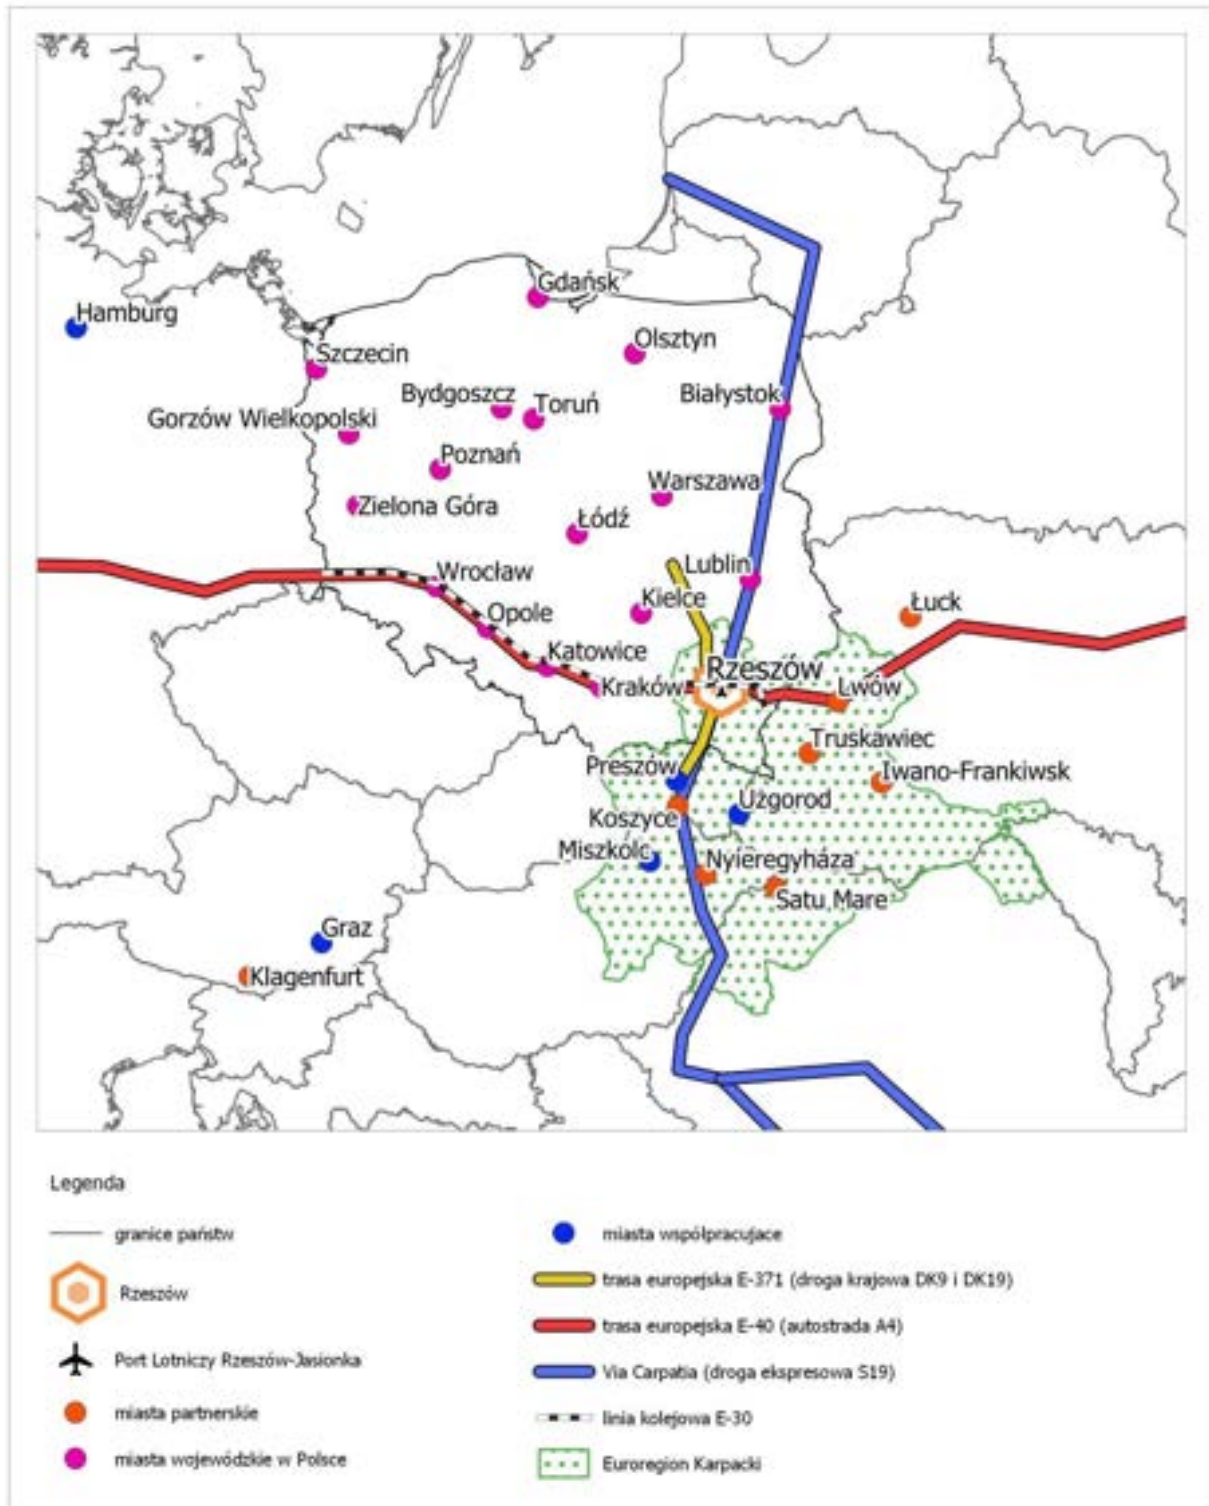 Gdańsk
Hamburg
Olsztyn
Szczecin
Białystok
Bydgoszcz
Toruń
Gorzów Wielkopolski
Poznań
Warszawa
Zielona Góra
Łódź
Wrocław
Lublin
Kielce
Łuck
Opole
Katowice
Rzeszów
Kraków
Lwów
Truskawiec
Preszów
Iwano-Frankiwsk
Użgorod
Koszyce
Miszkolc
Nyieregyháza
Satu Mare
Graz
Klagenfurt
Legenda
granice państw
Rzeszów
Port Lotniczy Rzeszów-Jasionka
miasta partnerskie
miasta wojewódzkie w Polsce
miasta współpracujace
trasa europejska E-371 (droga krajowa DK9 i DK19)
trasa europejska E-40 (autostrada A4)
Via Carpatia (droga ekspresowa S19)
linia kolejowa E-30
Euroregion Karpacki